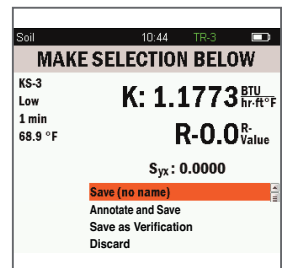 Soil 10:44 TR-3
MAKE SELECTION BELOW
KS-3
Low
1 min
68.9 °F
K: 1.1773 BTU
hr·ft°F
R-0.0 R-
Value
Syx: 0.0000
Save (no name)
Annotate and Save
Save as Verification
Discard